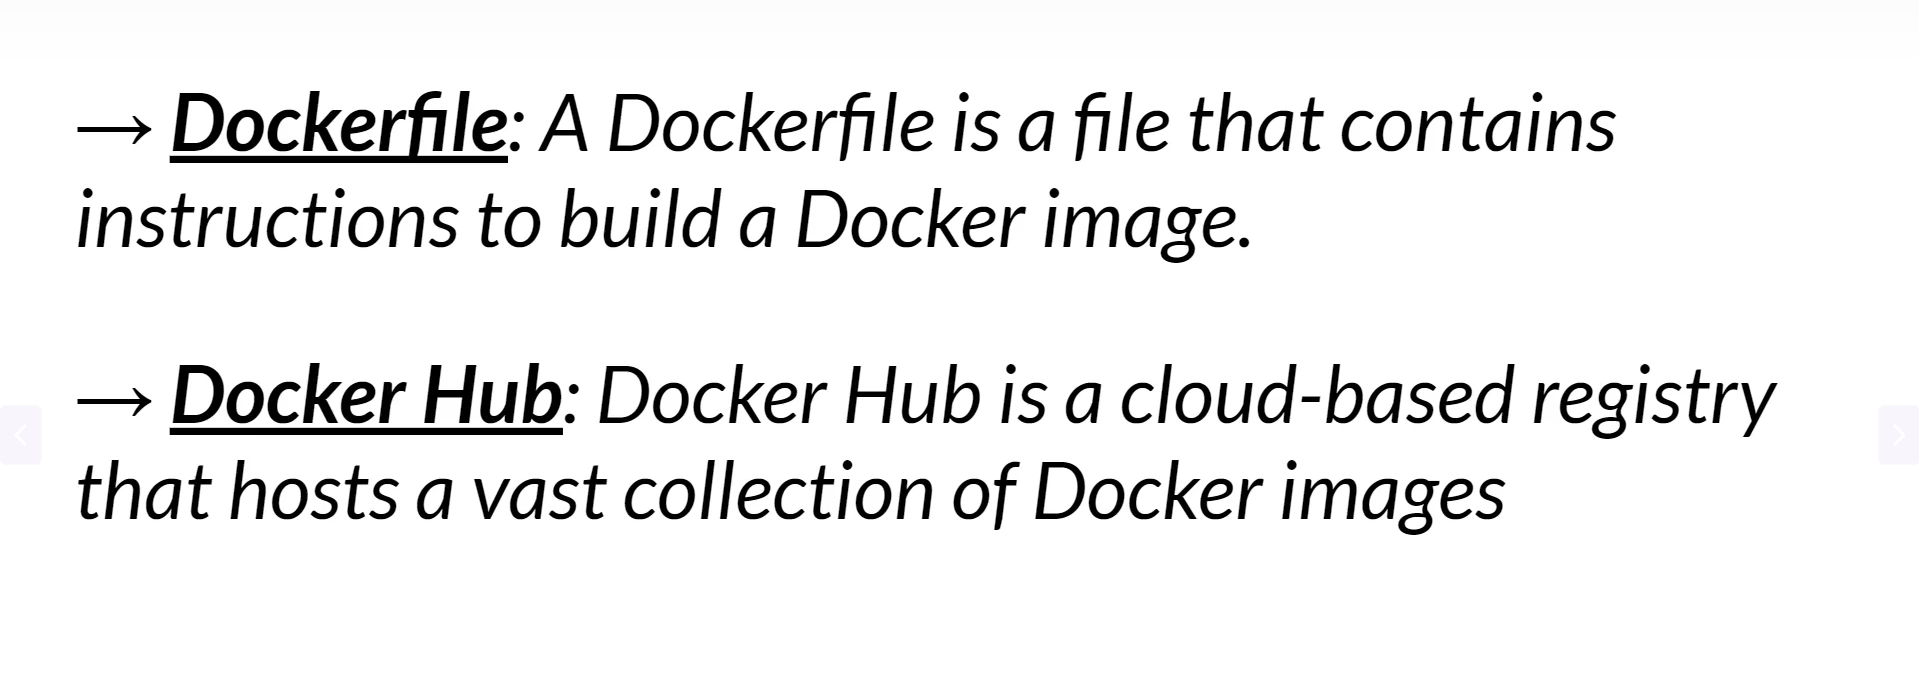 → Dockerfile: A Dockerfile is a file that contains
instructions to build a Docker image.
→ Docker Hub: Docker Hub is a cloud-based registry
that hosts a vast collection of Docker images